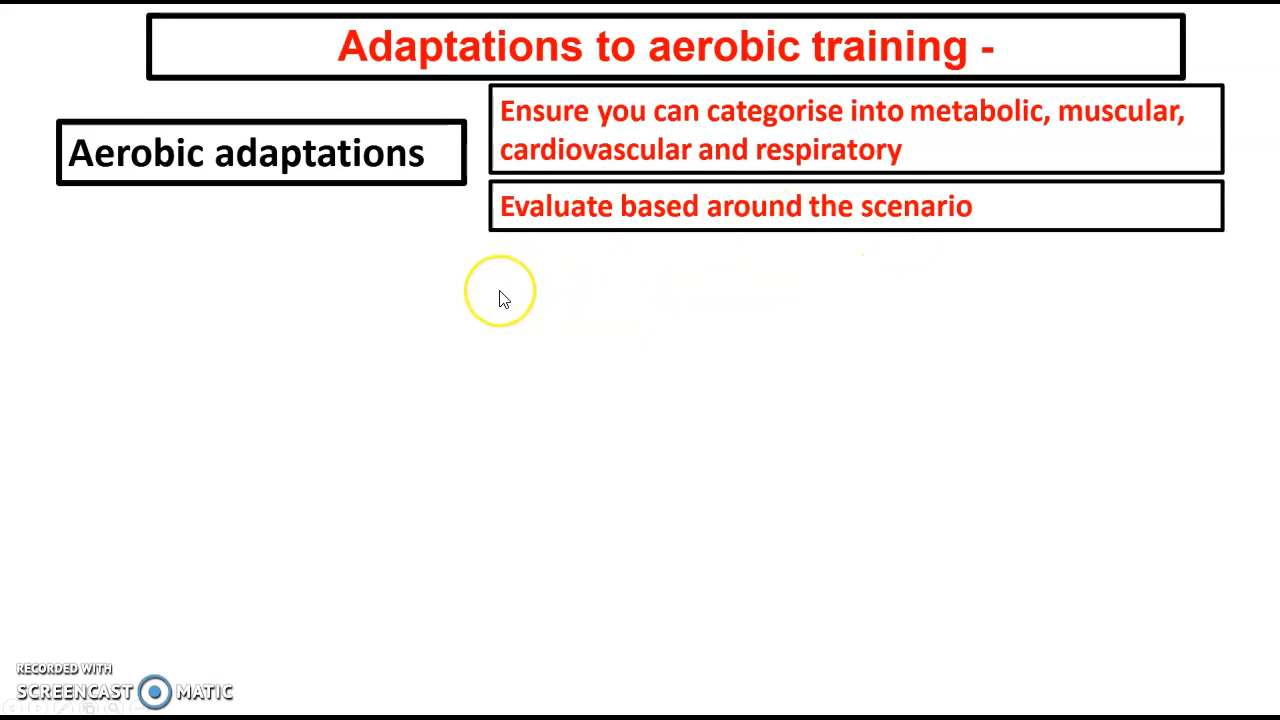 Adaptations to aerobic training -
Aerobic adaptations
Ensure you can categorise into metabolic, muscular,
cardiovascular and respiratory
Evaluate based around the scenario
RECORDED WITH
SCREENCAST MATIC